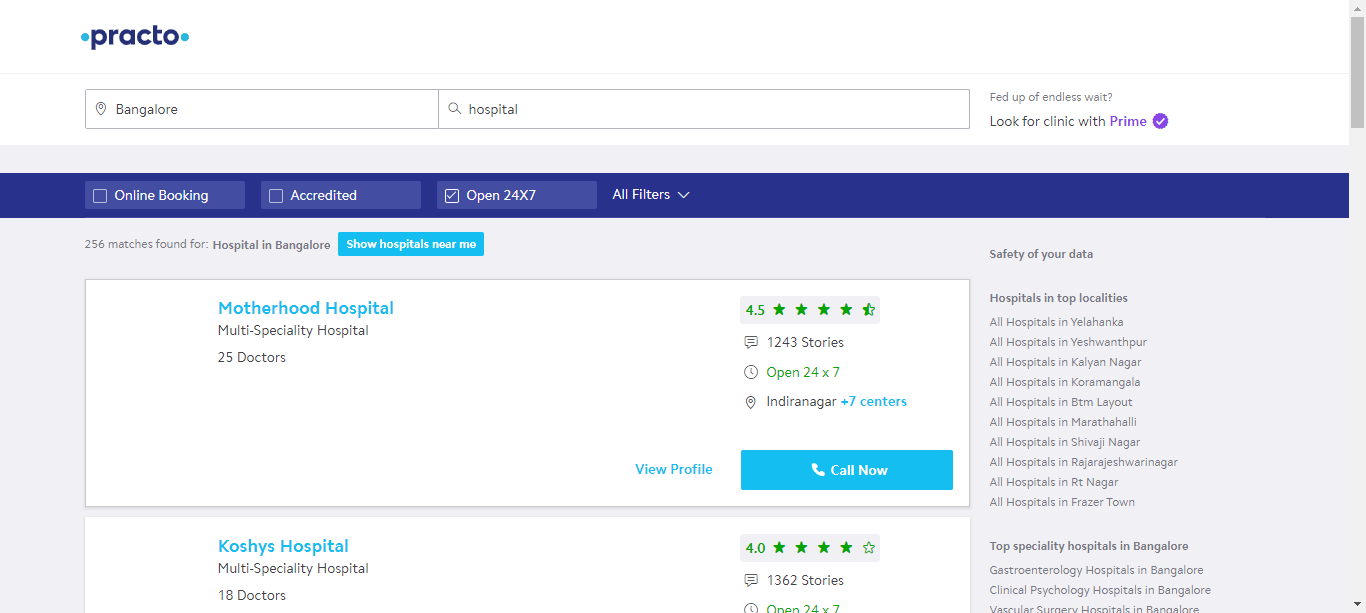 practo
Bangalore
hospital
Fed up of endless wait?
Look for clinic with Prime
Online Booking
Accredited
Open 24X7
All Filters
256 matches found for: Hospital in Bangalore
Show hospitals near me
Motherhood Hospital
Multi-Speciality Hospital
25 Doctors
4.5
1243 Stories
Open 24 x 7
Indiranagar +7 centers
View Profile
Call Now
Koshys Hospital
Multi-Speciality Hospital
18 Doctors
4.0
1362 Stories
Open 24 x 7
Safety of your data
Hospitals in top localities
All Hospitals in Yelahanka
All Hospitals in Yeshwanthpur
All Hospitals in Kalyan Nagar
All Hospitals in Koramangala
All Hospitals in Btm Layout
All Hospitals in Marathahalli
All Hospitals in Shivaji Nagar
All Hospitals in Rajarajeshwarinagar
All Hospitals in Rt Nagar
All Hospitals in Frazer Town
Top speciality hospitals in Bangalore
Gastroenterology Hospitals in Bangalore
Clinical Psychology Hospitals in Bangalore
Vascular Surgery Hospitals in Bangalore